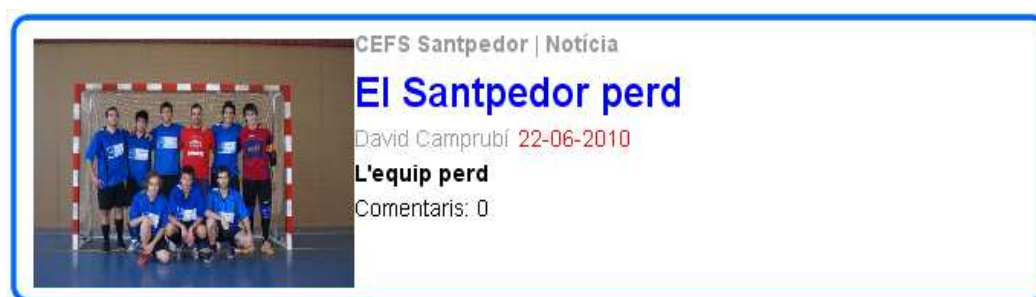 CEFS Santpedor | Notícia
El Santpedor perd
David Camprubí 22-06-2010
L'equip perd
Comentaris: 0